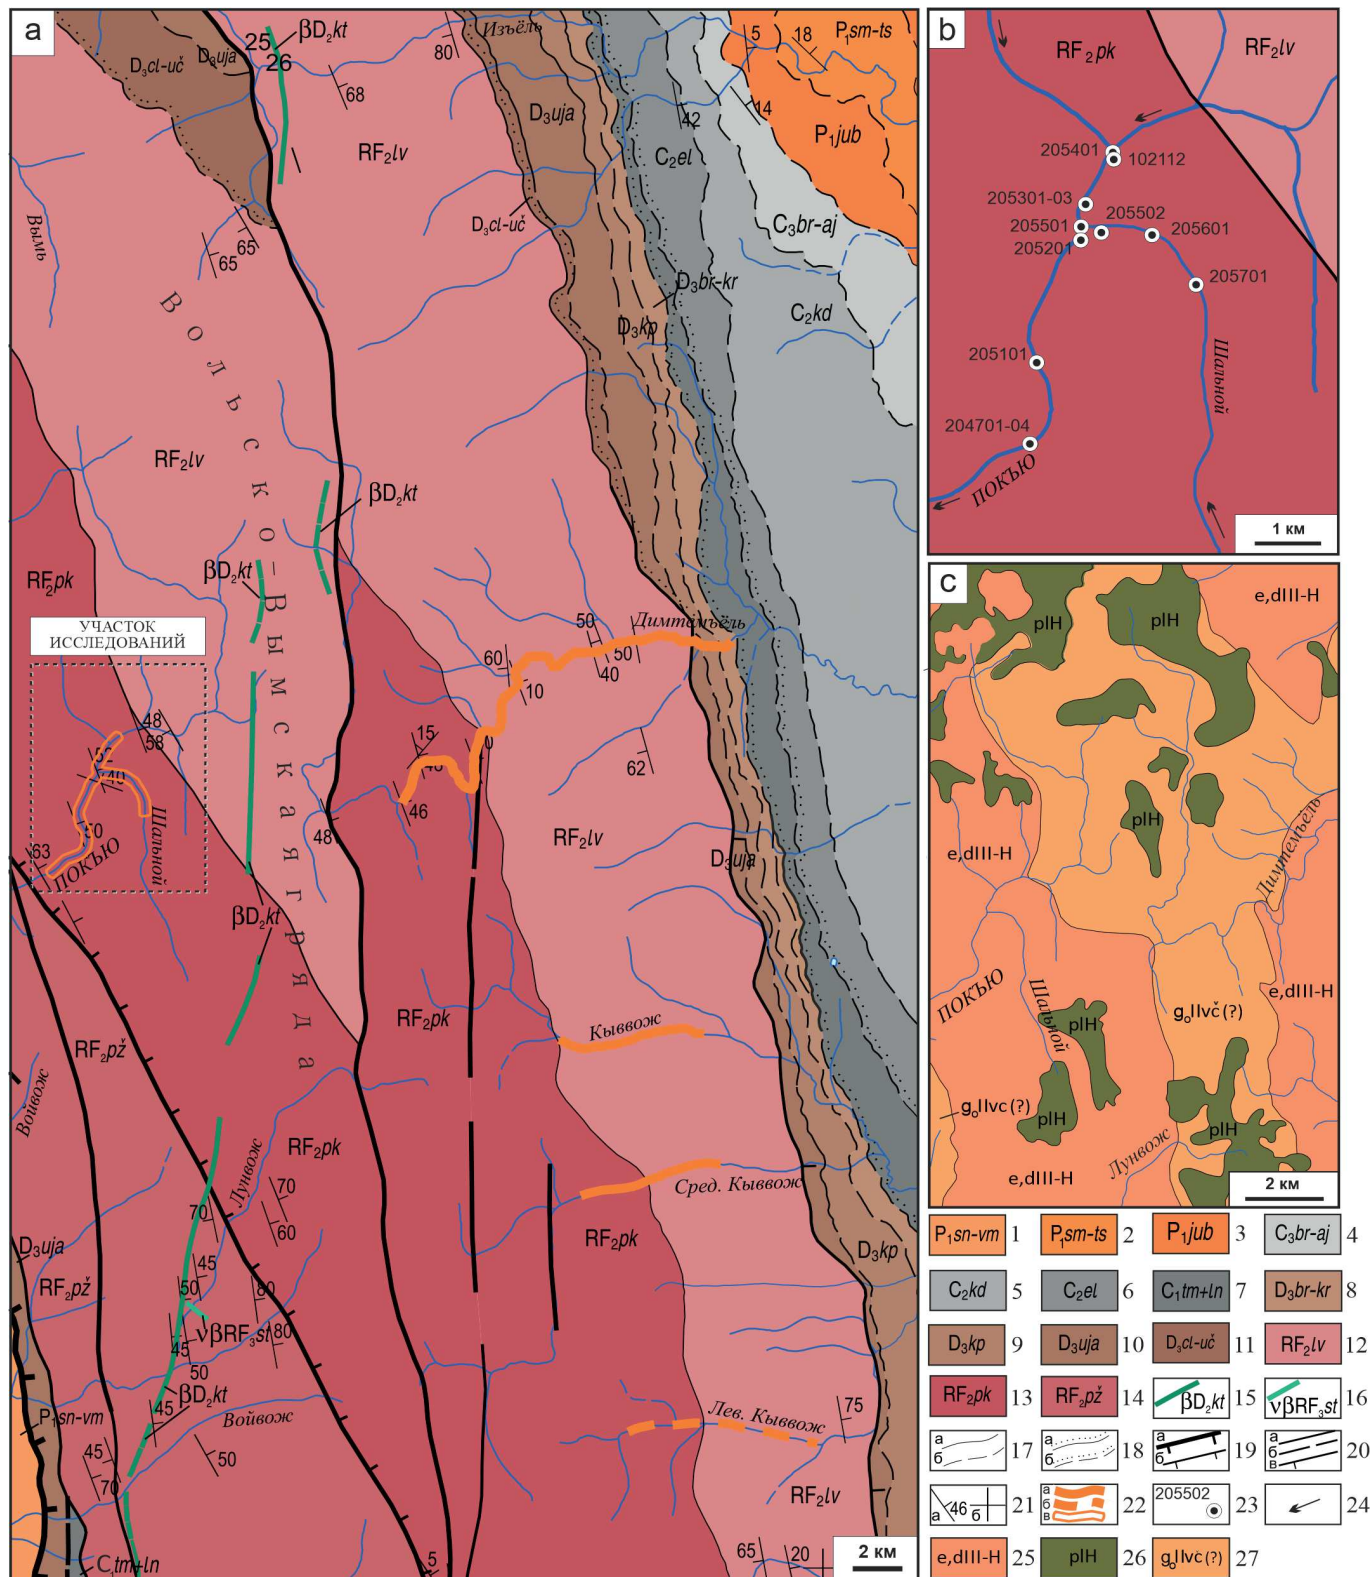 a
25
26
βD₂kt
D₃cl-uč
D₃uja
68
80
Изъёль
5
18
P₁sm-ts
14
P₁jub
42
C₂el
D₃uja
RF₂lv
D₃cl-uč
C₃br-aj
Вымь
65
65
D₃br-kr
D₃kp
C₂kd
Вольско–Вымская гряда
RF₂lv
βD₂kt
βD₂kt
RF₂pk
УЧАСТОК
ИССЛЕДОВАНИЙ
Димтемъёль
50
50
60
40
10
48
58
52
40
15
46
0
62
50
48
63
ПОКЪЮ
Шальной
RF₂lv
D₃uja
βD₂kt
RF₂pž
RF₂pk
Кыввож
Войвож
Лунвож
RF₂pk
70
60
70
Сред. Кыввож
RF₂pk
D₃uja
RF₂pž
45
50
80
νβRF₃st
80
45
50
D₃kp
βD₂kt
P₁sn-vm
45
Войвож
50
45
70
Лев. Кыввож
75
RF₂lv
C₁tm+ln
5
65
20
2 км
b
RF₂pk
RF₂lv
205401
102112
205301-03
205501
205502
205601
205201
205701
205101
Шальной
204701-04
ПОКЪЮ
1 км
c
plH
plH
e,dIII-H
plH
e,dIII-H
Димтемъёль
ПОКЪЮ
Шальной
e,dIII-H
plH
gₒIIvč(?)
gₒIIvc(?)
plH
plH
e,dIII-H
Лунвож
2 км
P₁sn-vm 1
P₁sm-ts 2
P₁jub 3
C₃br-aj 4
C₂kd 5
C₂el 6
C₁tm+ln 7
D₃br-kr 8
D₃kp 9
D₃uja 10
D₃cl-uč 11
RF₂lv 12
RF₂pk 13
RF₂pž 14
βD₂kt 15
νβRF₃st 16
а
б 17
а
б 18
а
б 19
а
б
в 20
а 46 б 21
а
б
в 22
205502 23
24
e,dIII-H 25
plH 26
gₒIIvc(?) 27